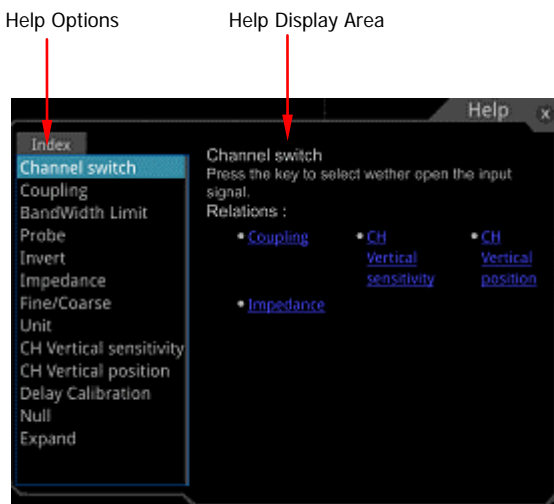 Help Options
Help Display Area
Help
x
Index
Channel switch
Coupling
BandWidth Limit
Probe
Invert
Impedance
Fine/Coarse
Unit
CH Vertical sensitivity
CH Vertical position
Delay Calibration
Null
Expand
Channel switch
Press the key to select wether open the input
signal.
Relations :
• Coupling
• CH
Vertical
sensitivity
• CH
Vertical
position
• Impedance